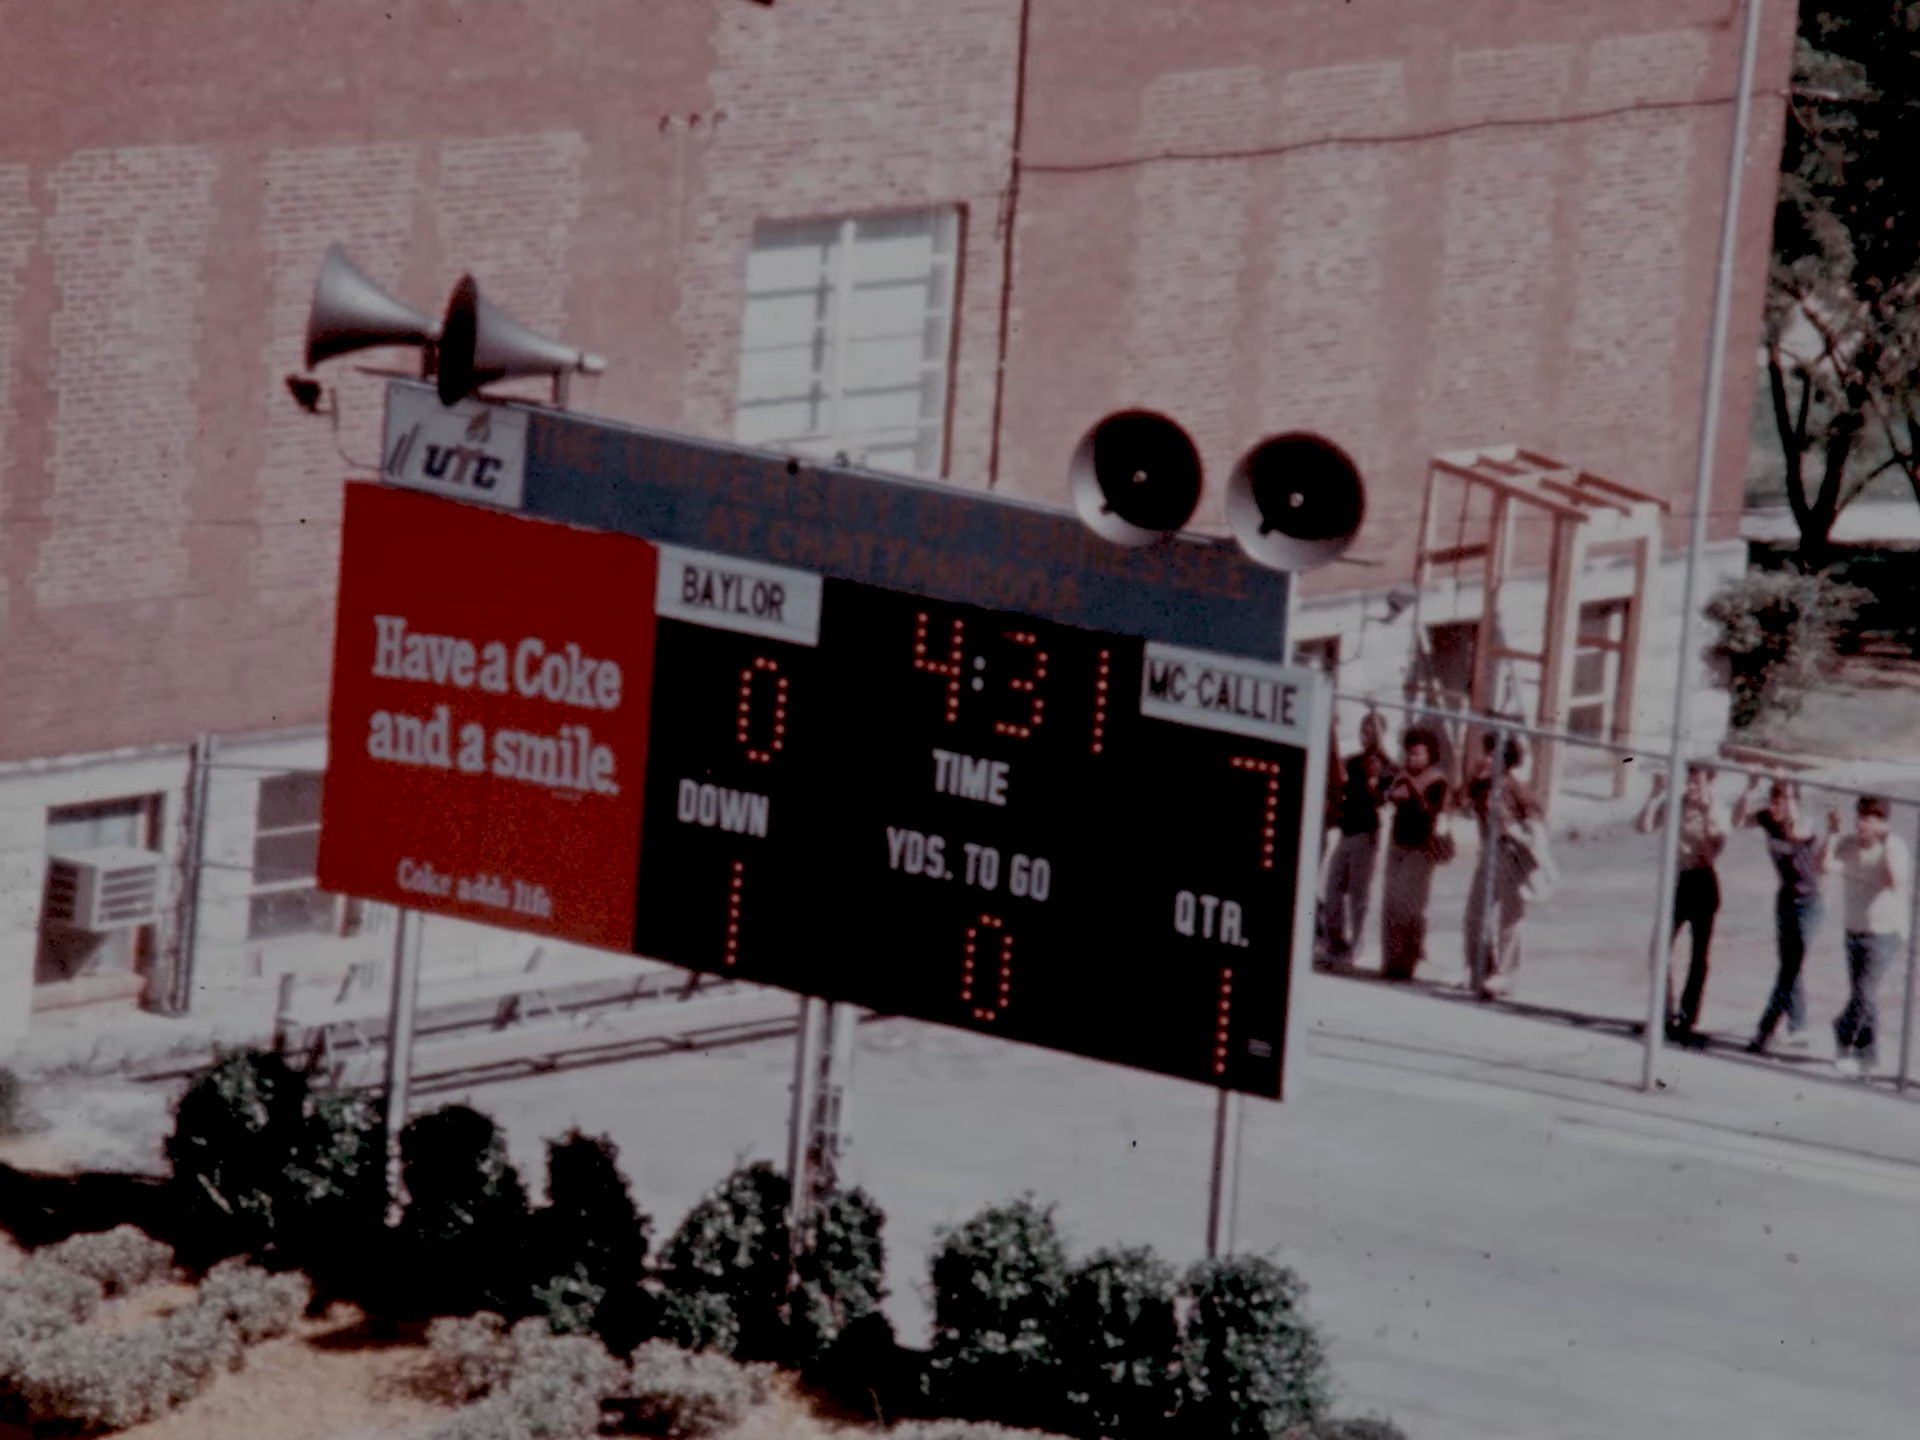 UTC
THE UNIVERSITY OF TENNESSEE
AT CHATTANOOGA
Have a Coke
and a smile.
Coke adds life
BAYLOR
0
4:31
TIME
MC CALLIE
7
DOWN
1
YDS. TO GO
0
QTR.
1